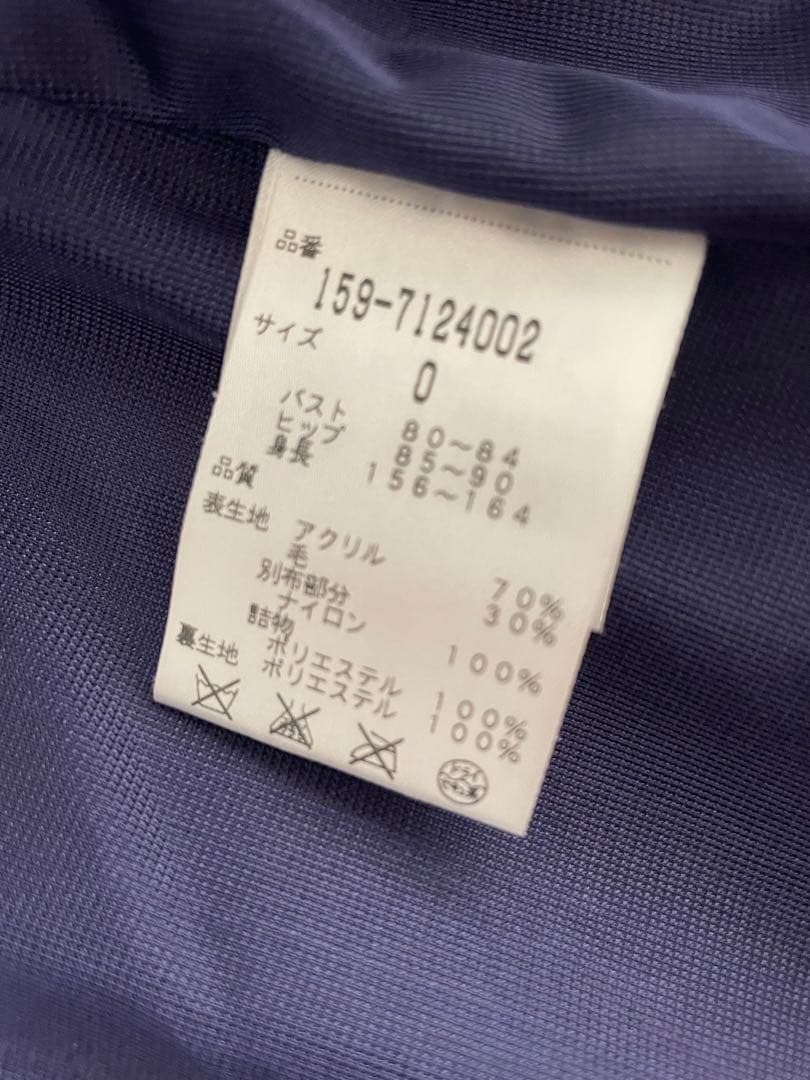 品番
159-7124002
サイズ
0
バスト 80～84
ヒップ 85～90
身長 156～164
品質
表生地 アクリル 70%
毛 30%
別布部分
ナイロン 100%
詰物
ポリエステル 100%
裏生地 ポリエステル 100%
ドライ